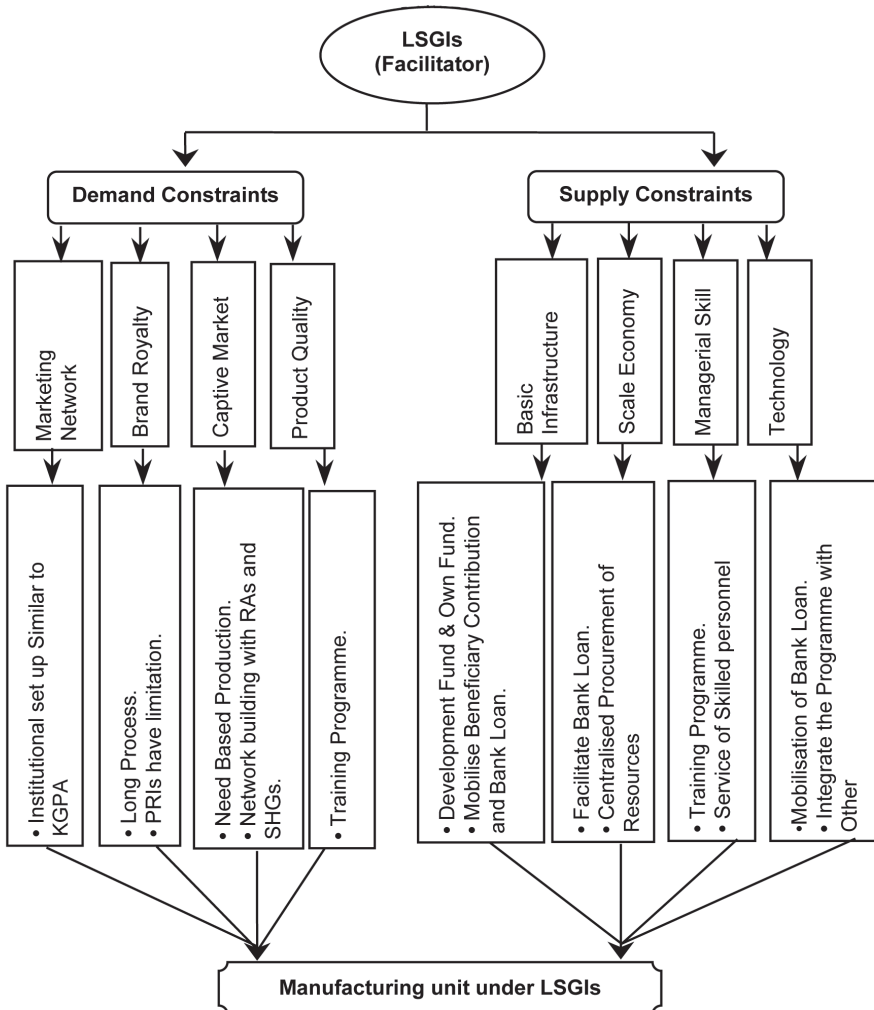 LSGIs
(Facilitator)
Demand Constraints
Supply Constraints
Marketing
Network
Brand Royalty
Captive Market
Product Quality
Basic
Infrastructure
Scale Economy
Managerial Skill
Technology
• Institutional set up Similar to
KGPA
• Long Process.
• PRIs have limitation.
• Need Based Production.
• Network building with RAs and
SHGs.
• Training Programme.
• Development Fund & Own Fund.
• Mobilise Beneficiary Contribution
and Bank Loan.
• Facilitate Bank Loan.
• Centralised Procurement of
Resources
• Training Programme.
• Service of Skilled personnel
•Mobilisation of Bank Loan.
• Integrate the Programme with
Other
Manufacturing unit under LSGIs